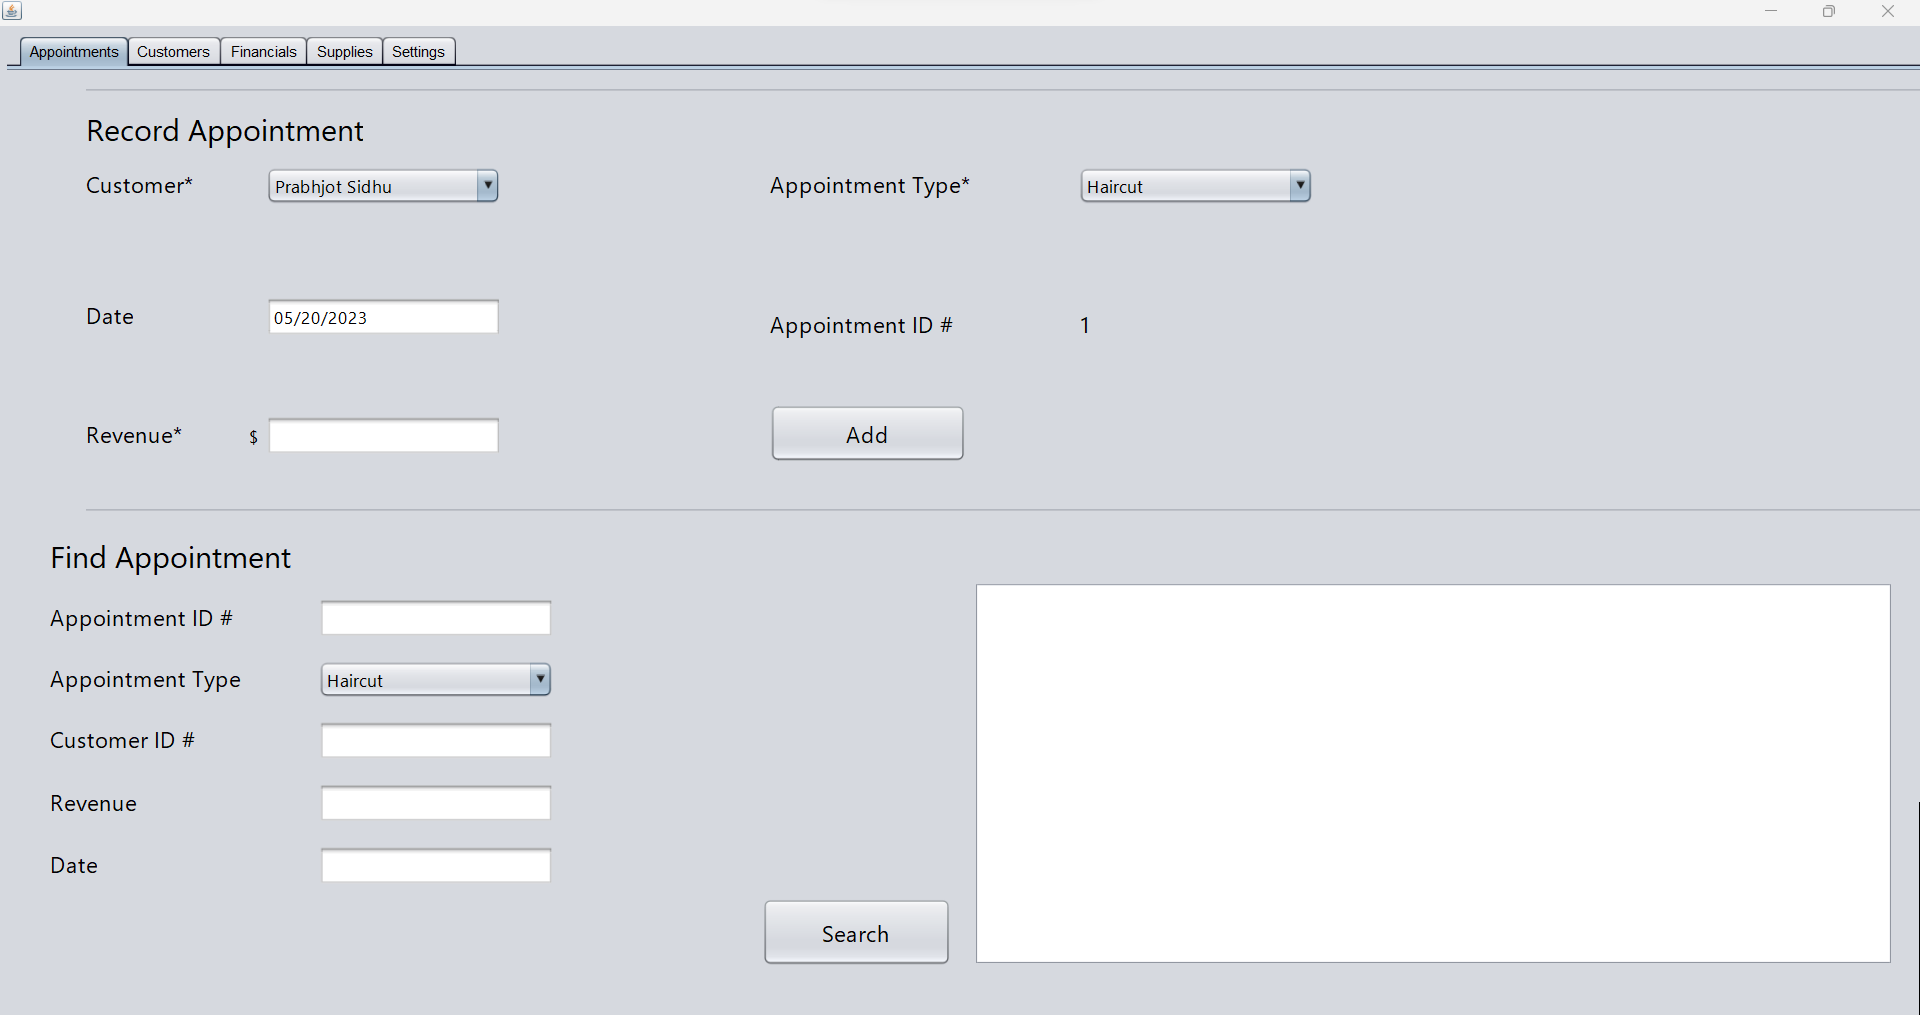 Appointments Customers Financials Supplies Settings
Record Appointment
Customer* Prabhjot Sidhu Appointment Type* Haircut
Date 05/20/2023 Appointment ID # 1
Revenue* $ Add
Find Appointment
Appointment ID #
Appointment Type Haircut
Customer ID #
Revenue
Date
Search